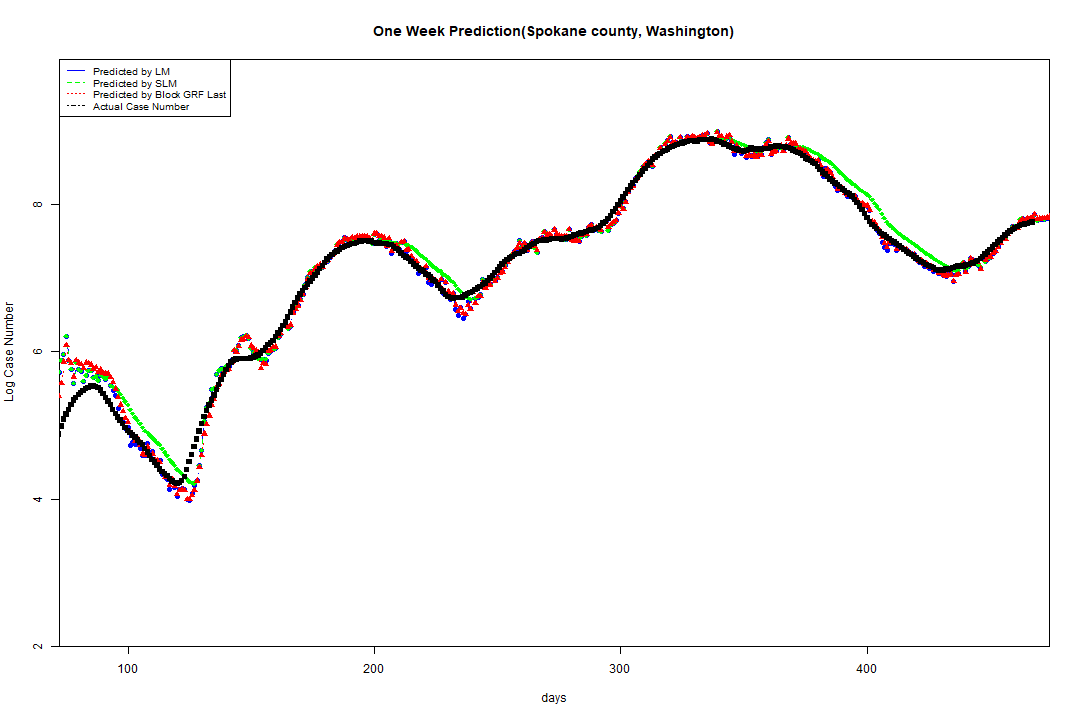 One Week Prediction(Spokane county, Washington)
Predicted by LM
Predicted by SLM
Predicted by Block GRF Last
Actual Case Number
Log Case Number
8
6
4
2
100 200 300 400
days